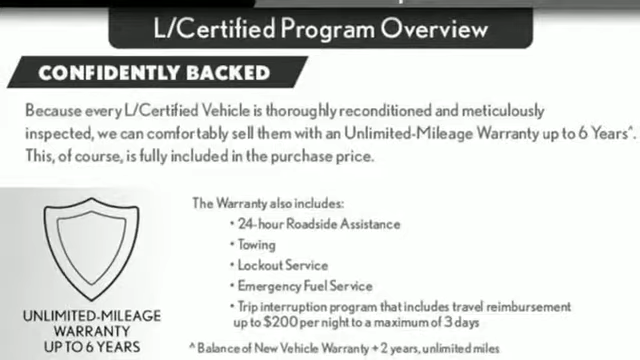 L/Certified Program Overview
CONFIDENTLY BACKED
Because every L/Certified Vehicle is thoroughly reconditioned and meticulously
inspected, we can comfortably sell them with an Unlimited-Mileage Warranty up to 6 Years^.
This, of course, is fully included in the purchase price.
The Warranty also includes:
• 24-hour Roadside Assistance
• Towing
• Lockout Service
• Emergency Fuel Service
• Trip interruption program that includes travel reimbursement
up to $200 per night to a maximum of 3 days
UNLIMITED-MILEAGE
WARRANTY
UP TO 6 YEARS
^ Balance of New Vehicle Warranty + 2 years, unlimited miles